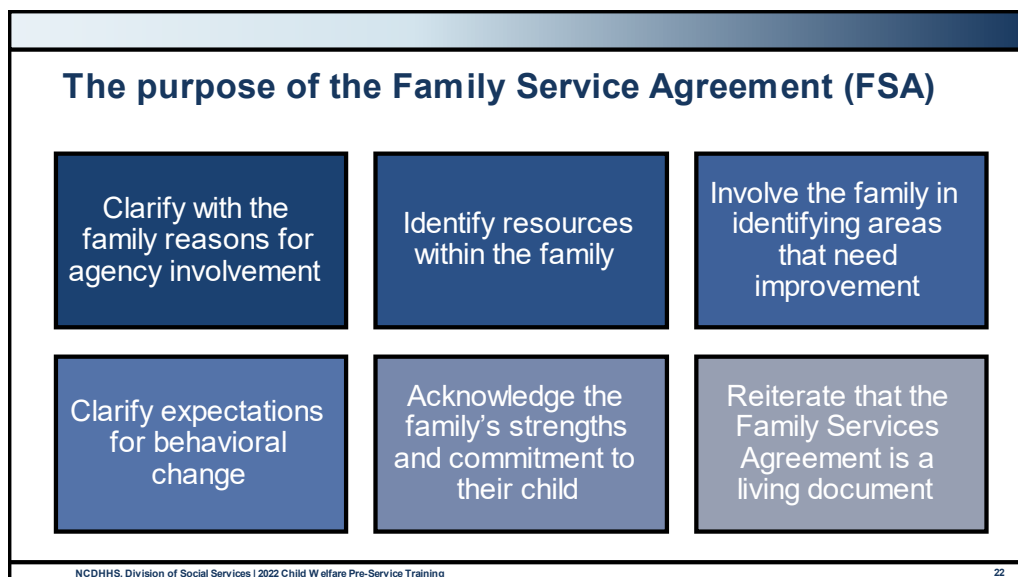 The purpose of the Family Service Agreement (FSA)
Clarify with the
family reasons for
agency involvement
Identify resources
within the family
Involve the family in
identifying areas
that need
improvement
Clarify expectations
for behavioral
change
Acknowledge the
family’s strengths
and commitment to
their child
Reiterate that the
Family Services
Agreement is a
living document
NCDHHS, Division of Social Services | 2022 Child Welfare Pre-Service Training
22